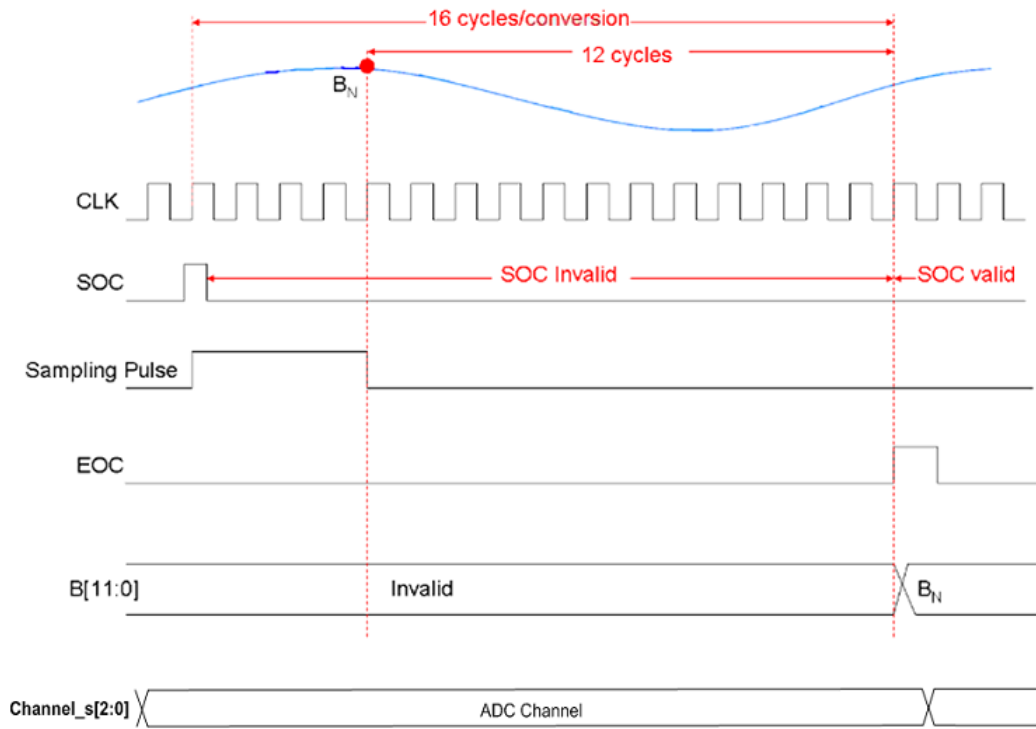 16 cycles/conversion
12 cycles
BN
CLK
SOC
SOC Invalid
SOC valid
Sampling Pulse
EOC
B[11:0]
Invalid
BN
Channel_s[2:0]
ADC Channel